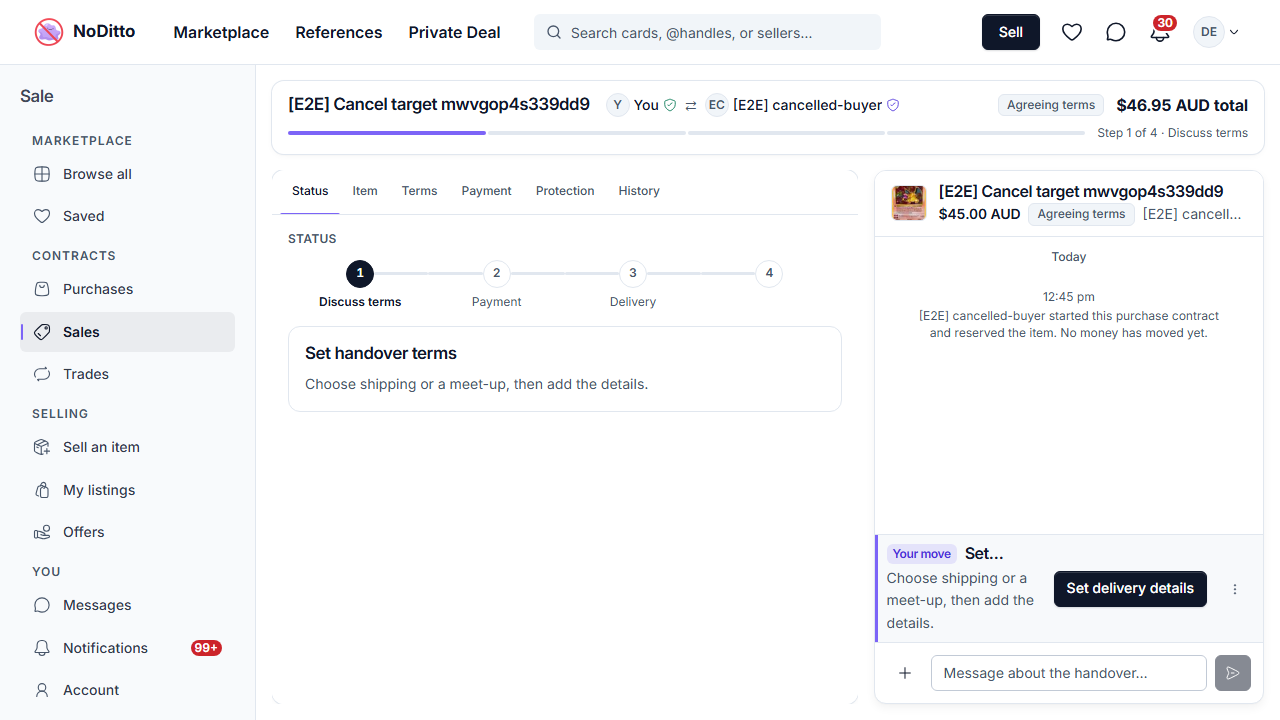 NoDitto
Marketplace
References
Private Deal
Search cards, @handles, or sellers...
Sell
30
DE
Sale
MARKETPLACE
Browse all
Saved
CONTRACTS
Purchases
Sales
Trades
SELLING
Sell an item
My listings
Offers
YOU
Messages
Notifications
99+
Account
[E2E] Cancel target mwvgop4s339dd9
Y You
EC [E2E] cancelled-buyer
Agreeing terms
$46.95 AUD total
Step 1 of 4 · Discuss terms
Status
Item
Terms
Payment
Protection
History
STATUS
1
2
3
4
Discuss terms
Payment
Delivery
Set handover terms
Choose shipping or a meet-up, then add the details.
[E2E] Cancel target mwvgop4s339dd9
$45.00 AUD Agreeing terms [E2E] cancell...
Today
12:45 pm
[E2E] cancelled-buyer started this purchase contract
and reserved the item. No money has moved yet.
Your move Set...
Choose shipping or a
meet-up, then add the
details.
Set delivery details
Message about the handover...